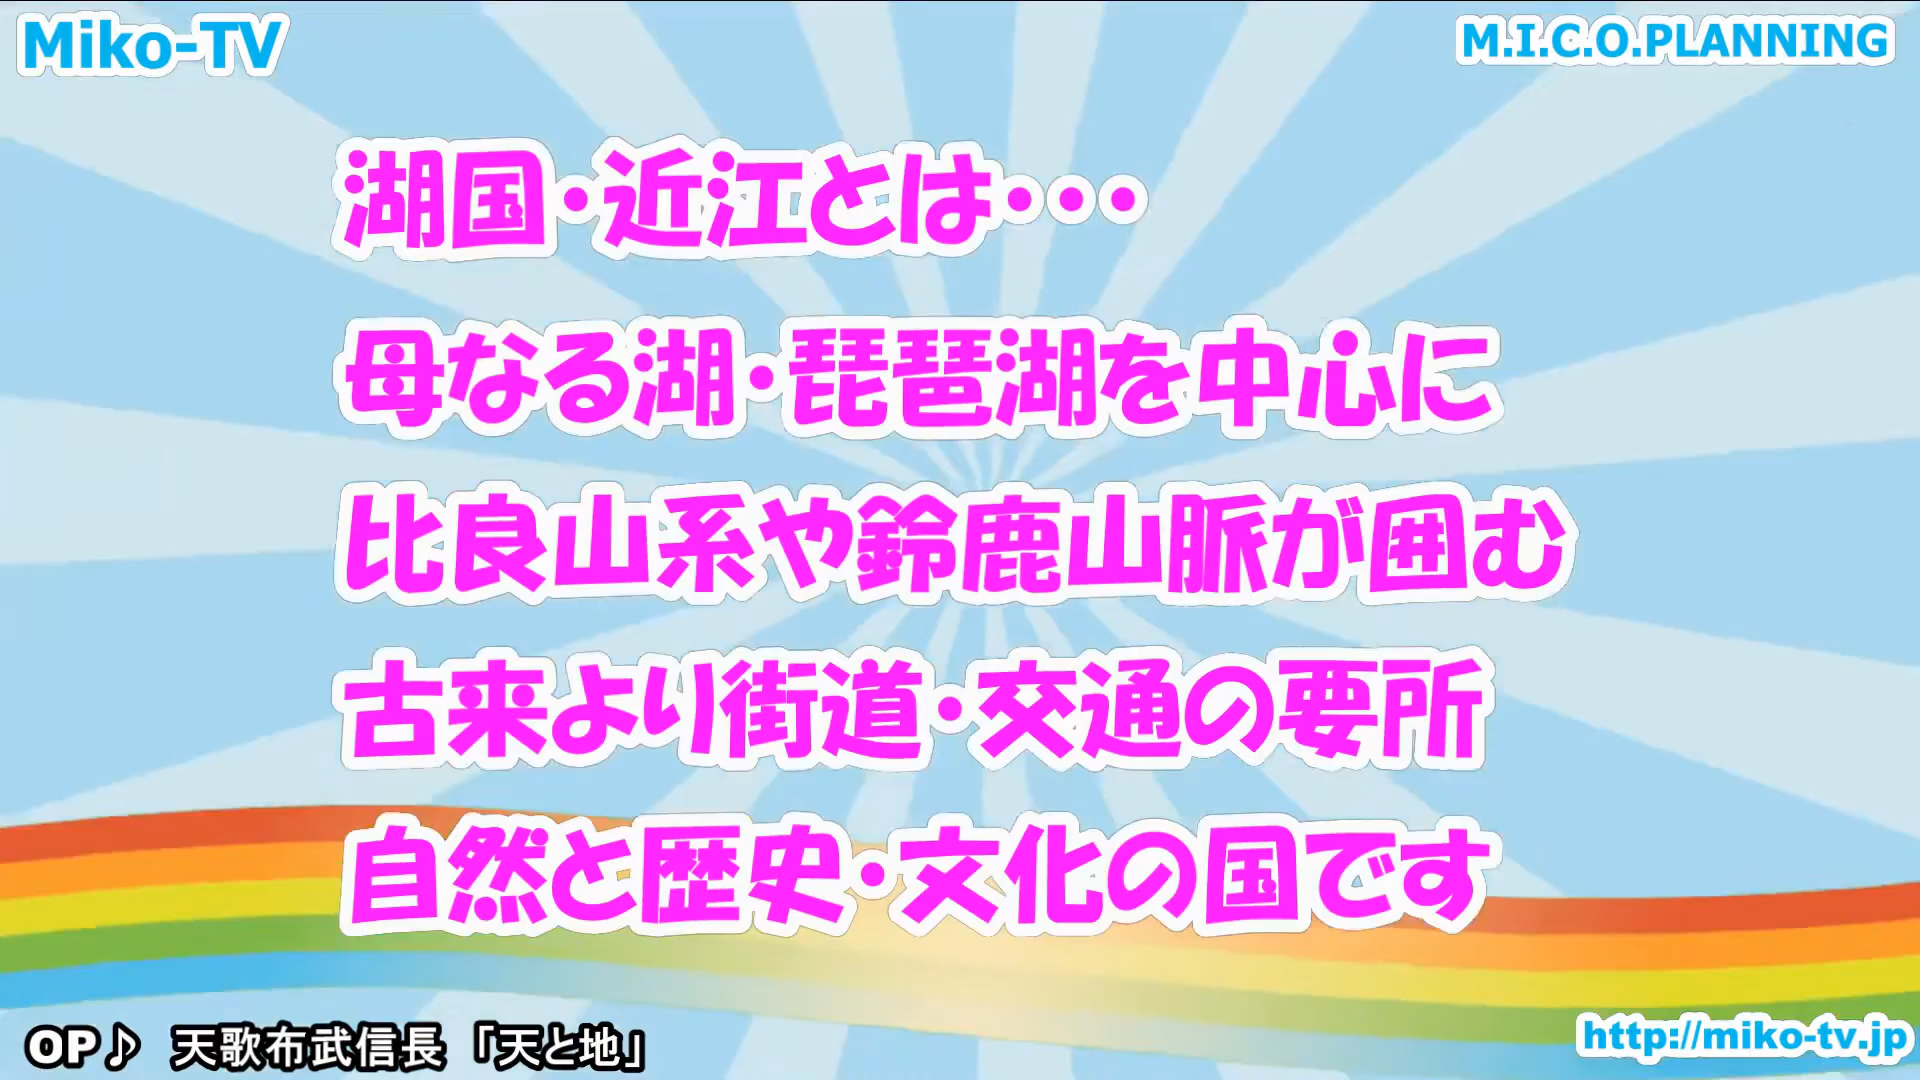 Miko-TV
M.I.C.O.PLANNING
湖国・近江とは・・・
母なる湖・琵琶湖を中心に
比良山系や鈴鹿山脈が囲む
古来より街道・交通の要所
自然と歴史・文化の国です
OP♪ 天歌布武信長 「天と地」
http://miko-tv.jp